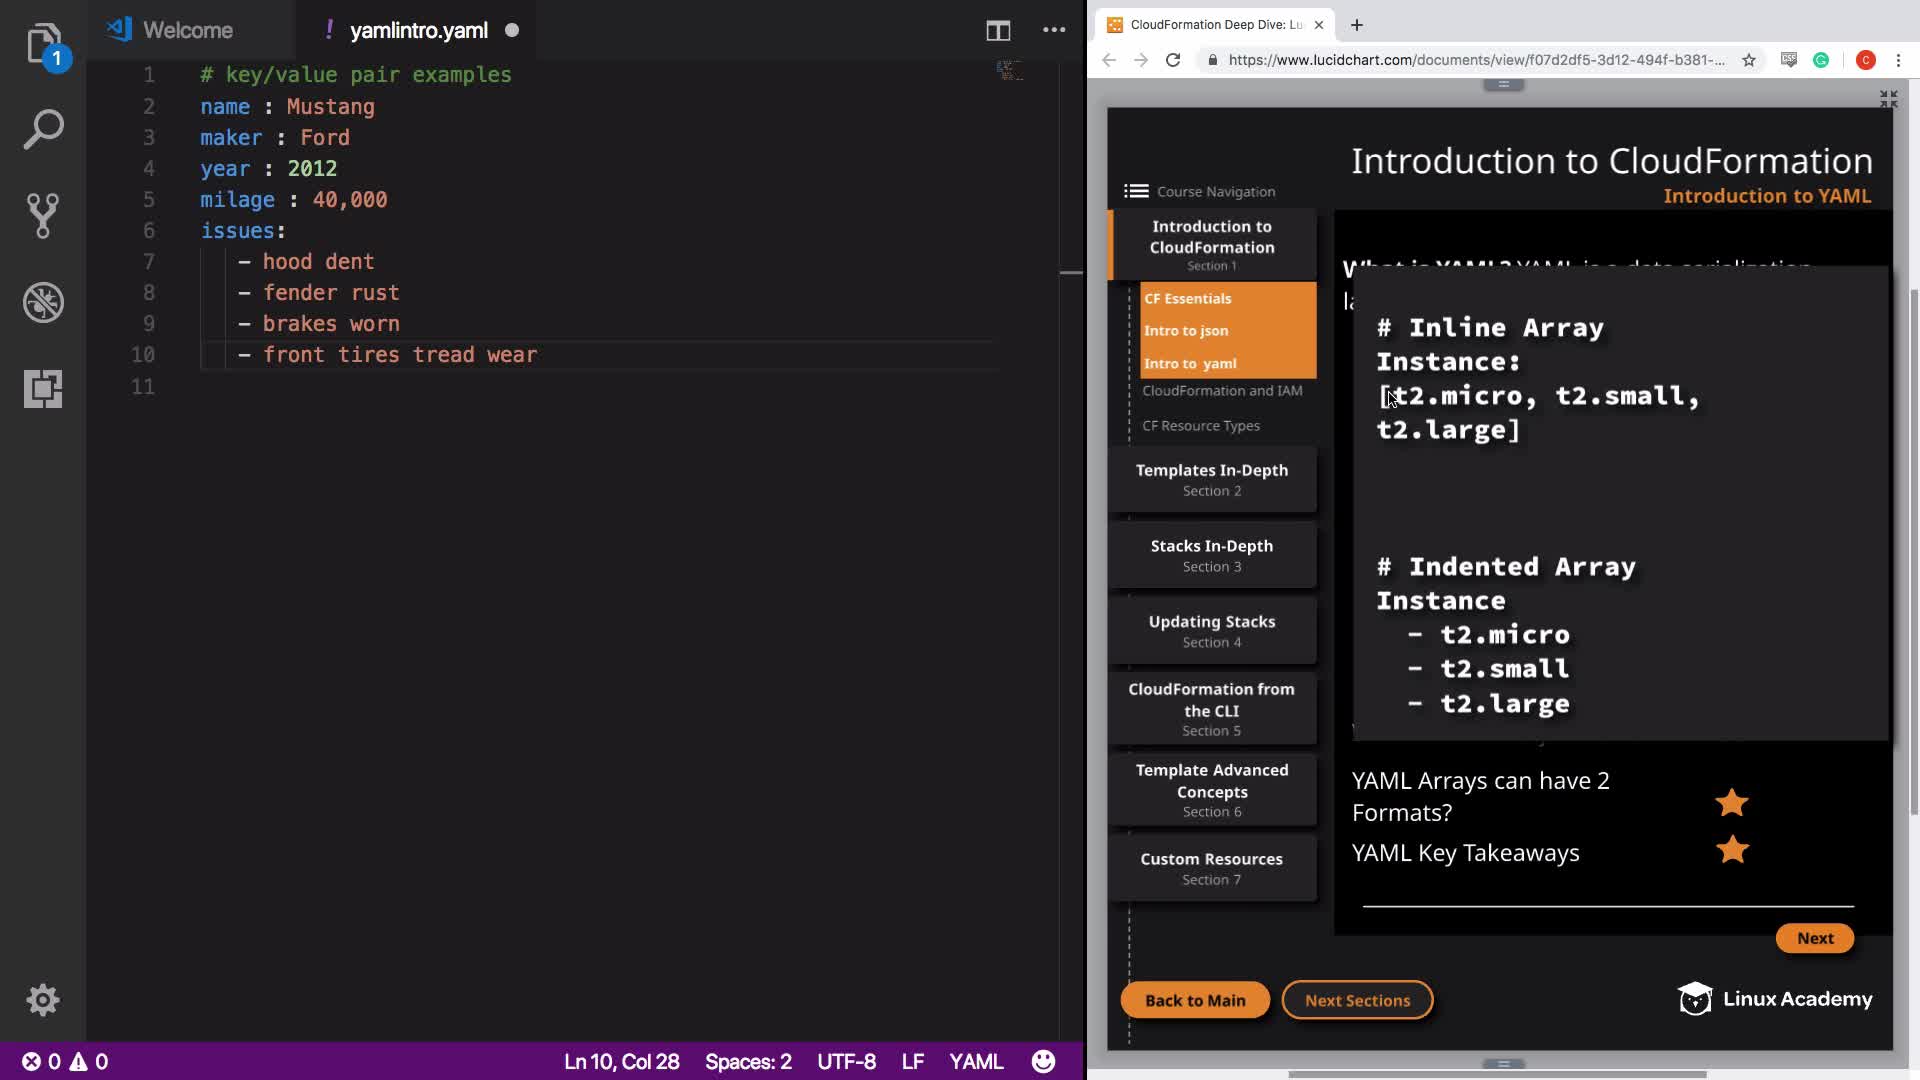 Welcome
! yamlintro.yaml
1
1 # key/value pair examples
2 name : Mustang
3 maker : Ford
4 year : 2012
5 milage : 40,000
6 issues:
7 - hood dent
8 - fender rust
9 - brakes worn
10 - front tires tread wear
11
0 0
Ln 10, Col 28 Spaces: 2 UTF-8 LF YAML
CloudFormation Deep Dive: Lu
https://www.lucidchart.com/documents/view/f07d2df5-3d12-494f-b381-...
C
Introduction to CloudFormation
Introduction to YAML
Course Navigation
Introduction to
CloudFormation
Section 1
CF Essentials
Intro to json
Intro to yaml
CloudFormation and IAM
CF Resource Types
Templates In-Depth
Section 2
Stacks In-Depth
Section 3
Updating Stacks
Section 4
CloudFormation from
the CLI
Section 5
Template Advanced
Concepts
Section 6
Custom Resources
Section 7
# Inline Array
Instance:
[t2.micro, t2.small,
t2.large]
# Indented Array
Instance
- t2.micro
- t2.small
- t2.large
YAML Arrays can have 2
Formats?
YAML Key Takeaways
Next
Back to Main
Next Sections
Linux Academy